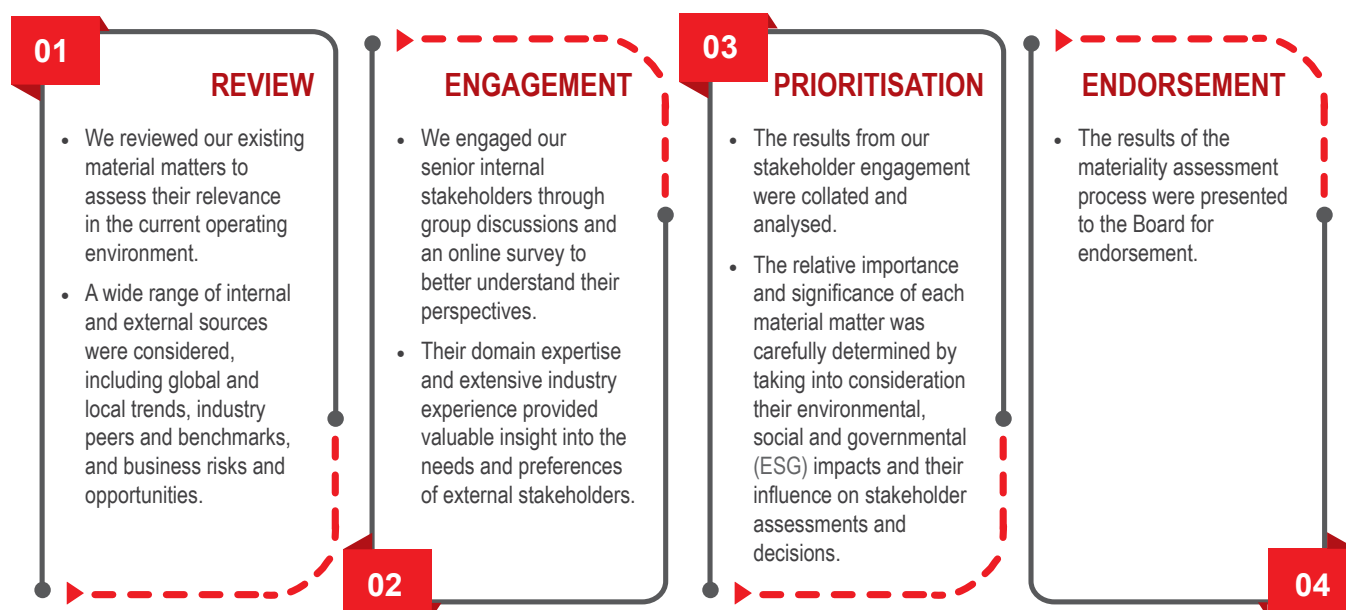 01
REVIEW
• We reviewed our existing
material matters to
assess their relevance
in the current operating
environment.
• A wide range of internal
and external sources
were considered,
including global and
local trends, industry
peers and benchmarks,
and business risks and
opportunities.
ENGAGEMENT
• We engaged our
senior internal
stakeholders through
group discussions and
an online survey to
better understand their
perspectives.
• Their domain expertise
and extensive industry
experience provided
valuable insight into the
needs and preferences
of external stakeholders.
02
03
PRIORITISATION
• The results from our
stakeholder engagement
were collated and
analysed.
• The relative importance
and significance of each
material matter was
carefully determined by
taking into consideration
their environmental,
social and governmental
(ESG) impacts and their
influence on stakeholder
assessments and
decisions.
ENDORSEMENT
• The results of the
materiality assessment
process were presented
to the Board for
endorsement.
04